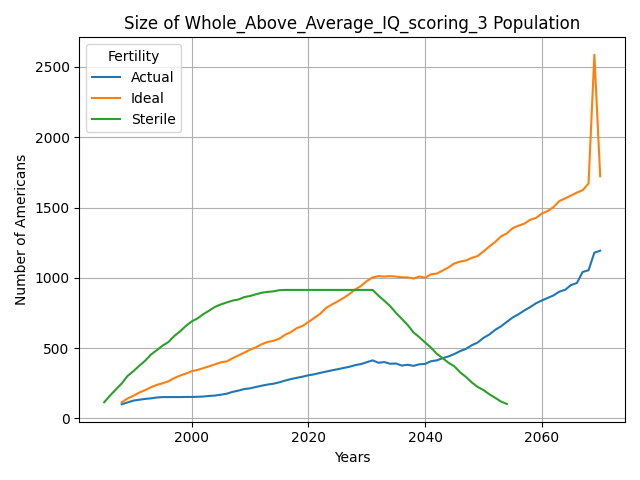 Size of Whole_Above_Average_IQ_scoring_3 Population
Fertility
Actual
Ideal
Sterile
Number of Americans
2500
2000
1500
1000
500
0
2000
2020
2040
2060
Years